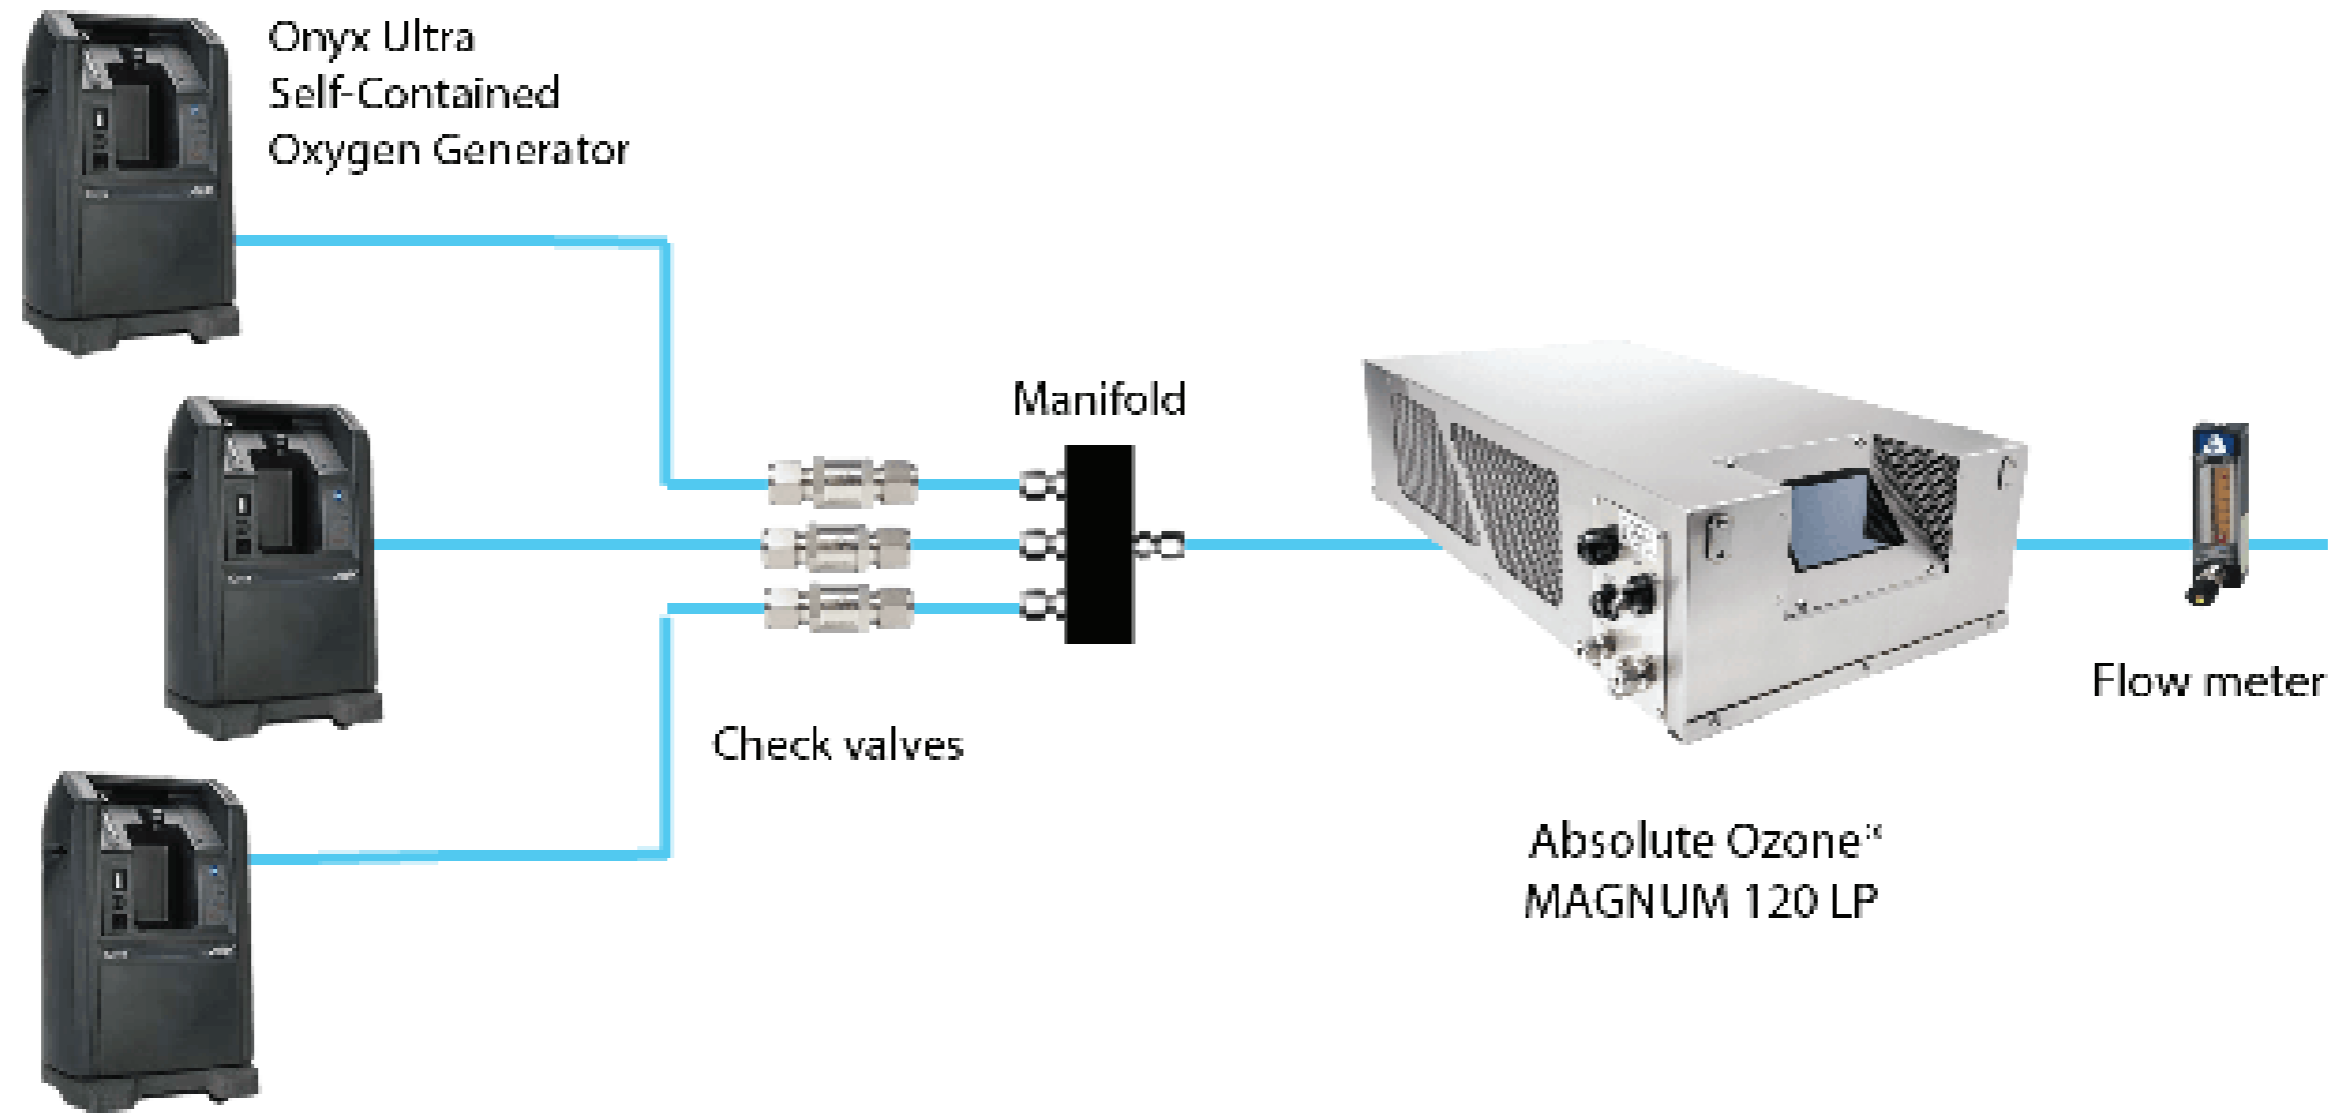 Onyx Ultra
Self-Contained
Oxygen Generator
Manifold
Check valves
Flow meter
Absolute Ozone
MAGNUM 120 LP